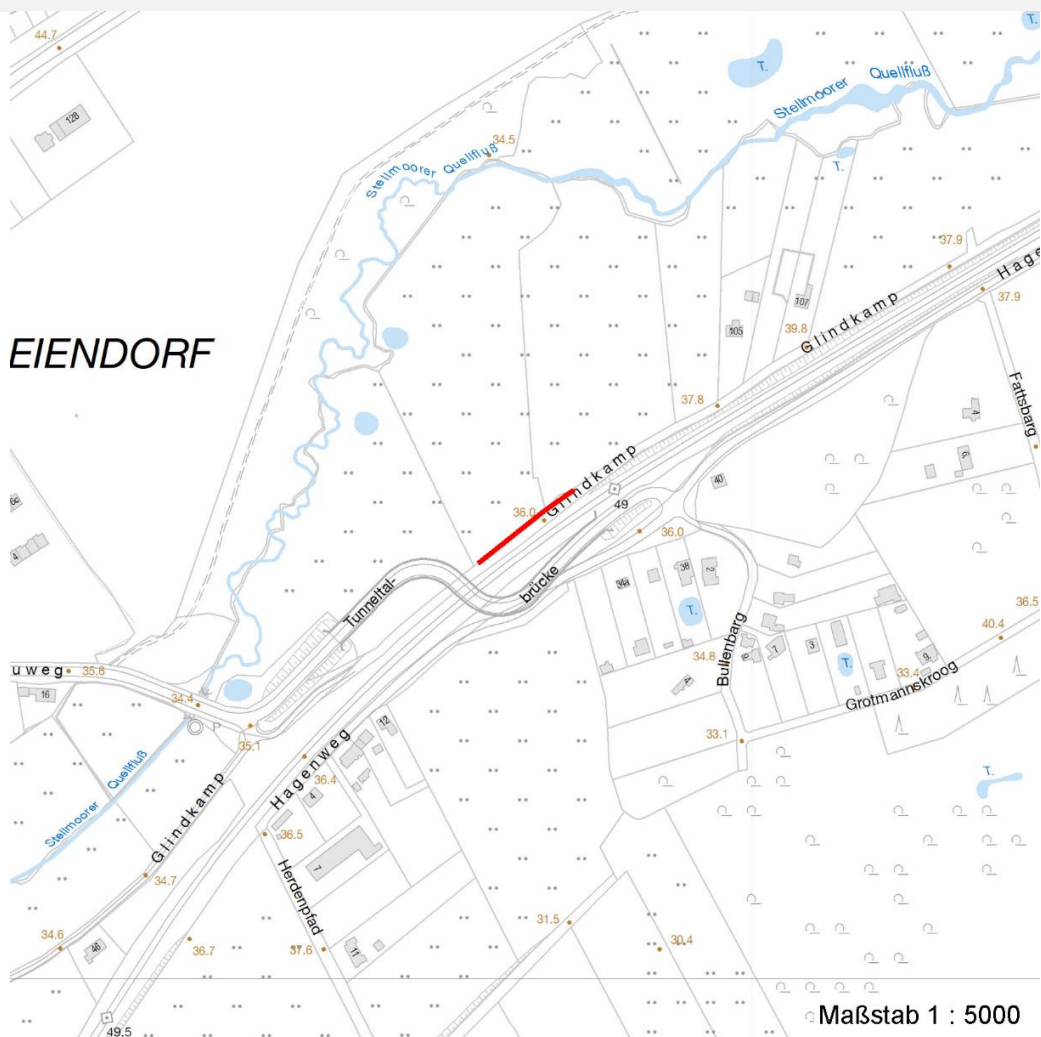 44.7
T.
T.
Stellmoorer Quellfluß
128
34.5
Stellmoorer Quellfluß
T.
37.9
Hage
37.9
107
Glindkamp
105
39.8
EIENDORF
37.8
Fattsbarg
4
6
Glindkamp
40
49
36.0
36.0
6c
4
38
2
34a
Tunneltal-
brücke
T.
36.5
40.4
Bullenbarg
34.8
3
7
9
T.
33.4
Grotmannskroog
uweg
35.6
16
34.4
P
35.1
33.1
12
Hagenweg
36.4
4
Stellmoorer Quellfluß
Glindkamp
36.5
7
T.
34.7
Herdenpfad
31.5
34.6
46
36.7
37.6
11
30.4
49.5
Maßstab 1 : 5000